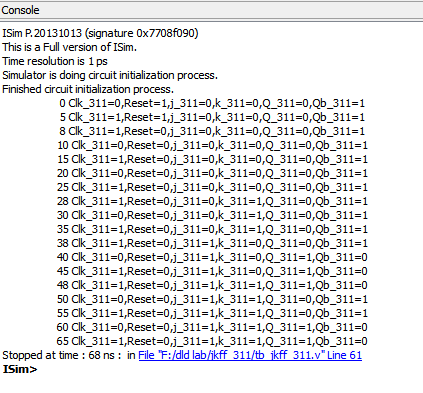 Console
ISim P.20131013 (signature 0x7708f090)
This is a Full version of ISim.
Time resolution is 1 ps
Simulator is doing circuit initialization process.
Finished circuit initialization process.
0 Clk_311=0,Reset=1,j_311=0,k_311=0,Q_311=0,Qb_311=1
5 Clk_311=1,Reset=1,j_311=0,k_311=0,Q_311=0,Qb_311=1
8 Clk_311=1,Reset=0,j_311=0,k_311=0,Q_311=0,Qb_311=1
10 Clk_311=0,Reset=0,j_311=0,k_311=0,Q_311=0,Qb_311=1
15 Clk_311=1,Reset=0,j_311=0,k_311=0,Q_311=0,Qb_311=1
20 Clk_311=0,Reset=0,j_311=0,k_311=0,Q_311=0,Qb_311=1
25 Clk_311=1,Reset=0,j_311=0,k_311=0,Q_311=0,Qb_311=1
28 Clk_311=1,Reset=0,j_311=0,k_311=1,Q_311=0,Qb_311=1
30 Clk_311=0,Reset=0,j_311=0,k_311=1,Q_311=0,Qb_311=1
35 Clk_311=1,Reset=0,j_311=0,k_311=1,Q_311=0,Qb_311=1
38 Clk_311=1,Reset=0,j_311=1,k_311=0,Q_311=0,Qb_311=1
40 Clk_311=0,Reset=0,j_311=1,k_311=0,Q_311=1,Qb_311=0
45 Clk_311=1,Reset=0,j_311=1,k_311=0,Q_311=1,Qb_311=0
48 Clk_311=1,Reset=0,j_311=1,k_311=1,Q_311=1,Qb_311=0
50 Clk_311=0,Reset=0,j_311=1,k_311=1,Q_311=0,Qb_311=1
55 Clk_311=1,Reset=0,j_311=1,k_311=1,Q_311=0,Qb_311=1
60 Clk_311=0,Reset=0,j_311=1,k_311=1,Q_311=1,Qb_311=0
65 Clk_311=1,Reset=0,j_311=1,k_311=1,Q_311=1,Qb_311=0
Stopped at time : 68 ns : in File "F:/dld lab/jkff_311/tb_jkff_311.v" Line 61
ISim>